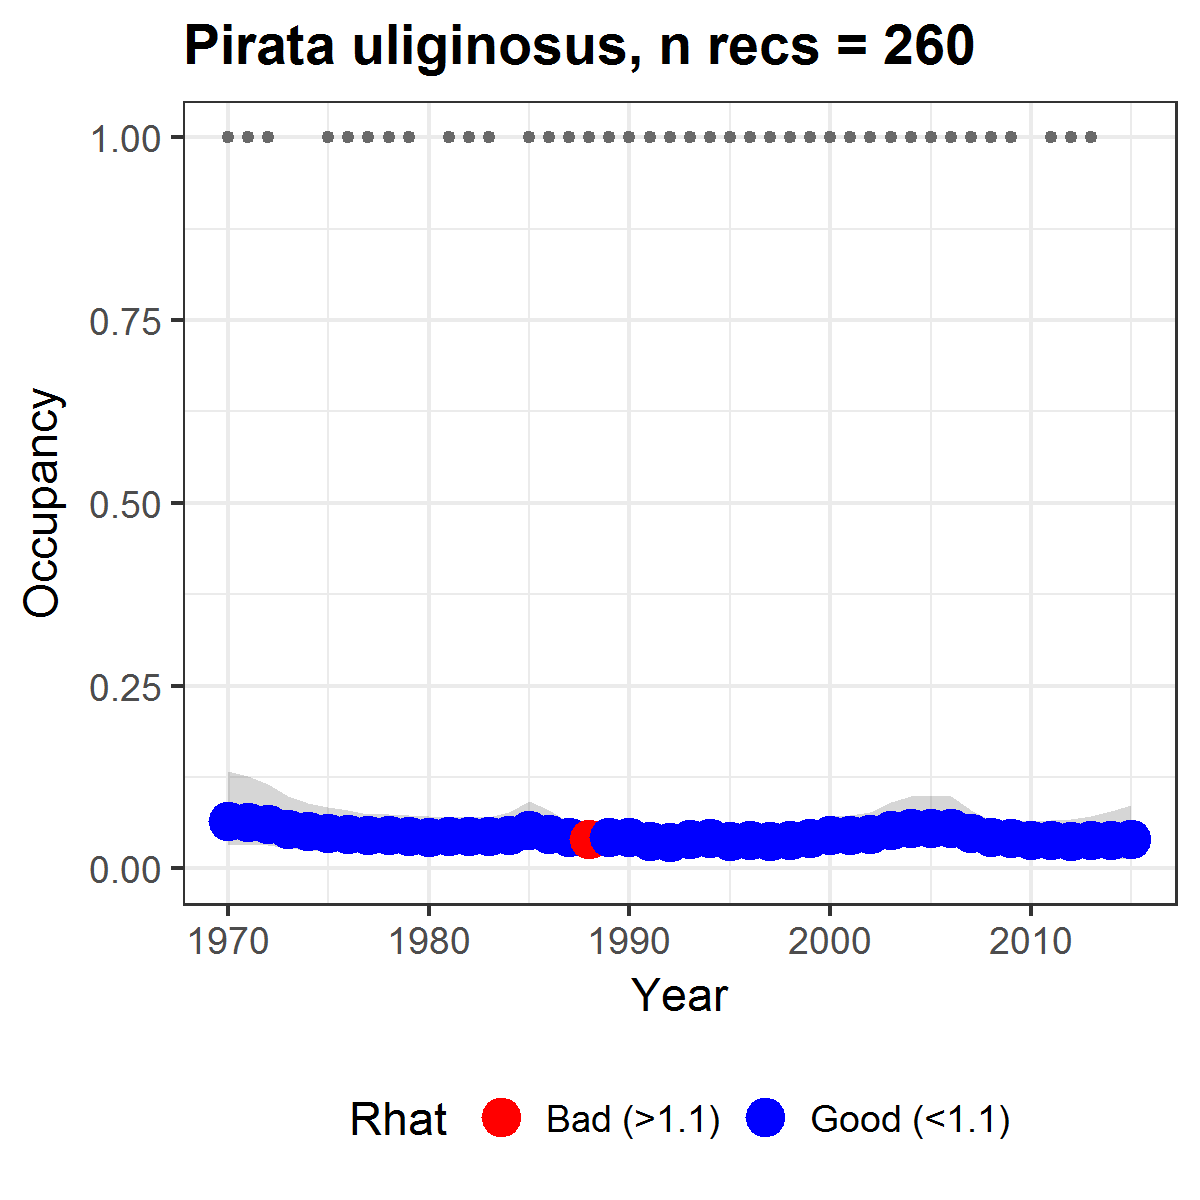 Pirata uliginosus, n recs = 260
1.00
0.75
0.50
0.25
0.00
Occupancy
1970 1980 1990 2000 2010
Year
Rhat Bad (>1.1) Good (<1.1)